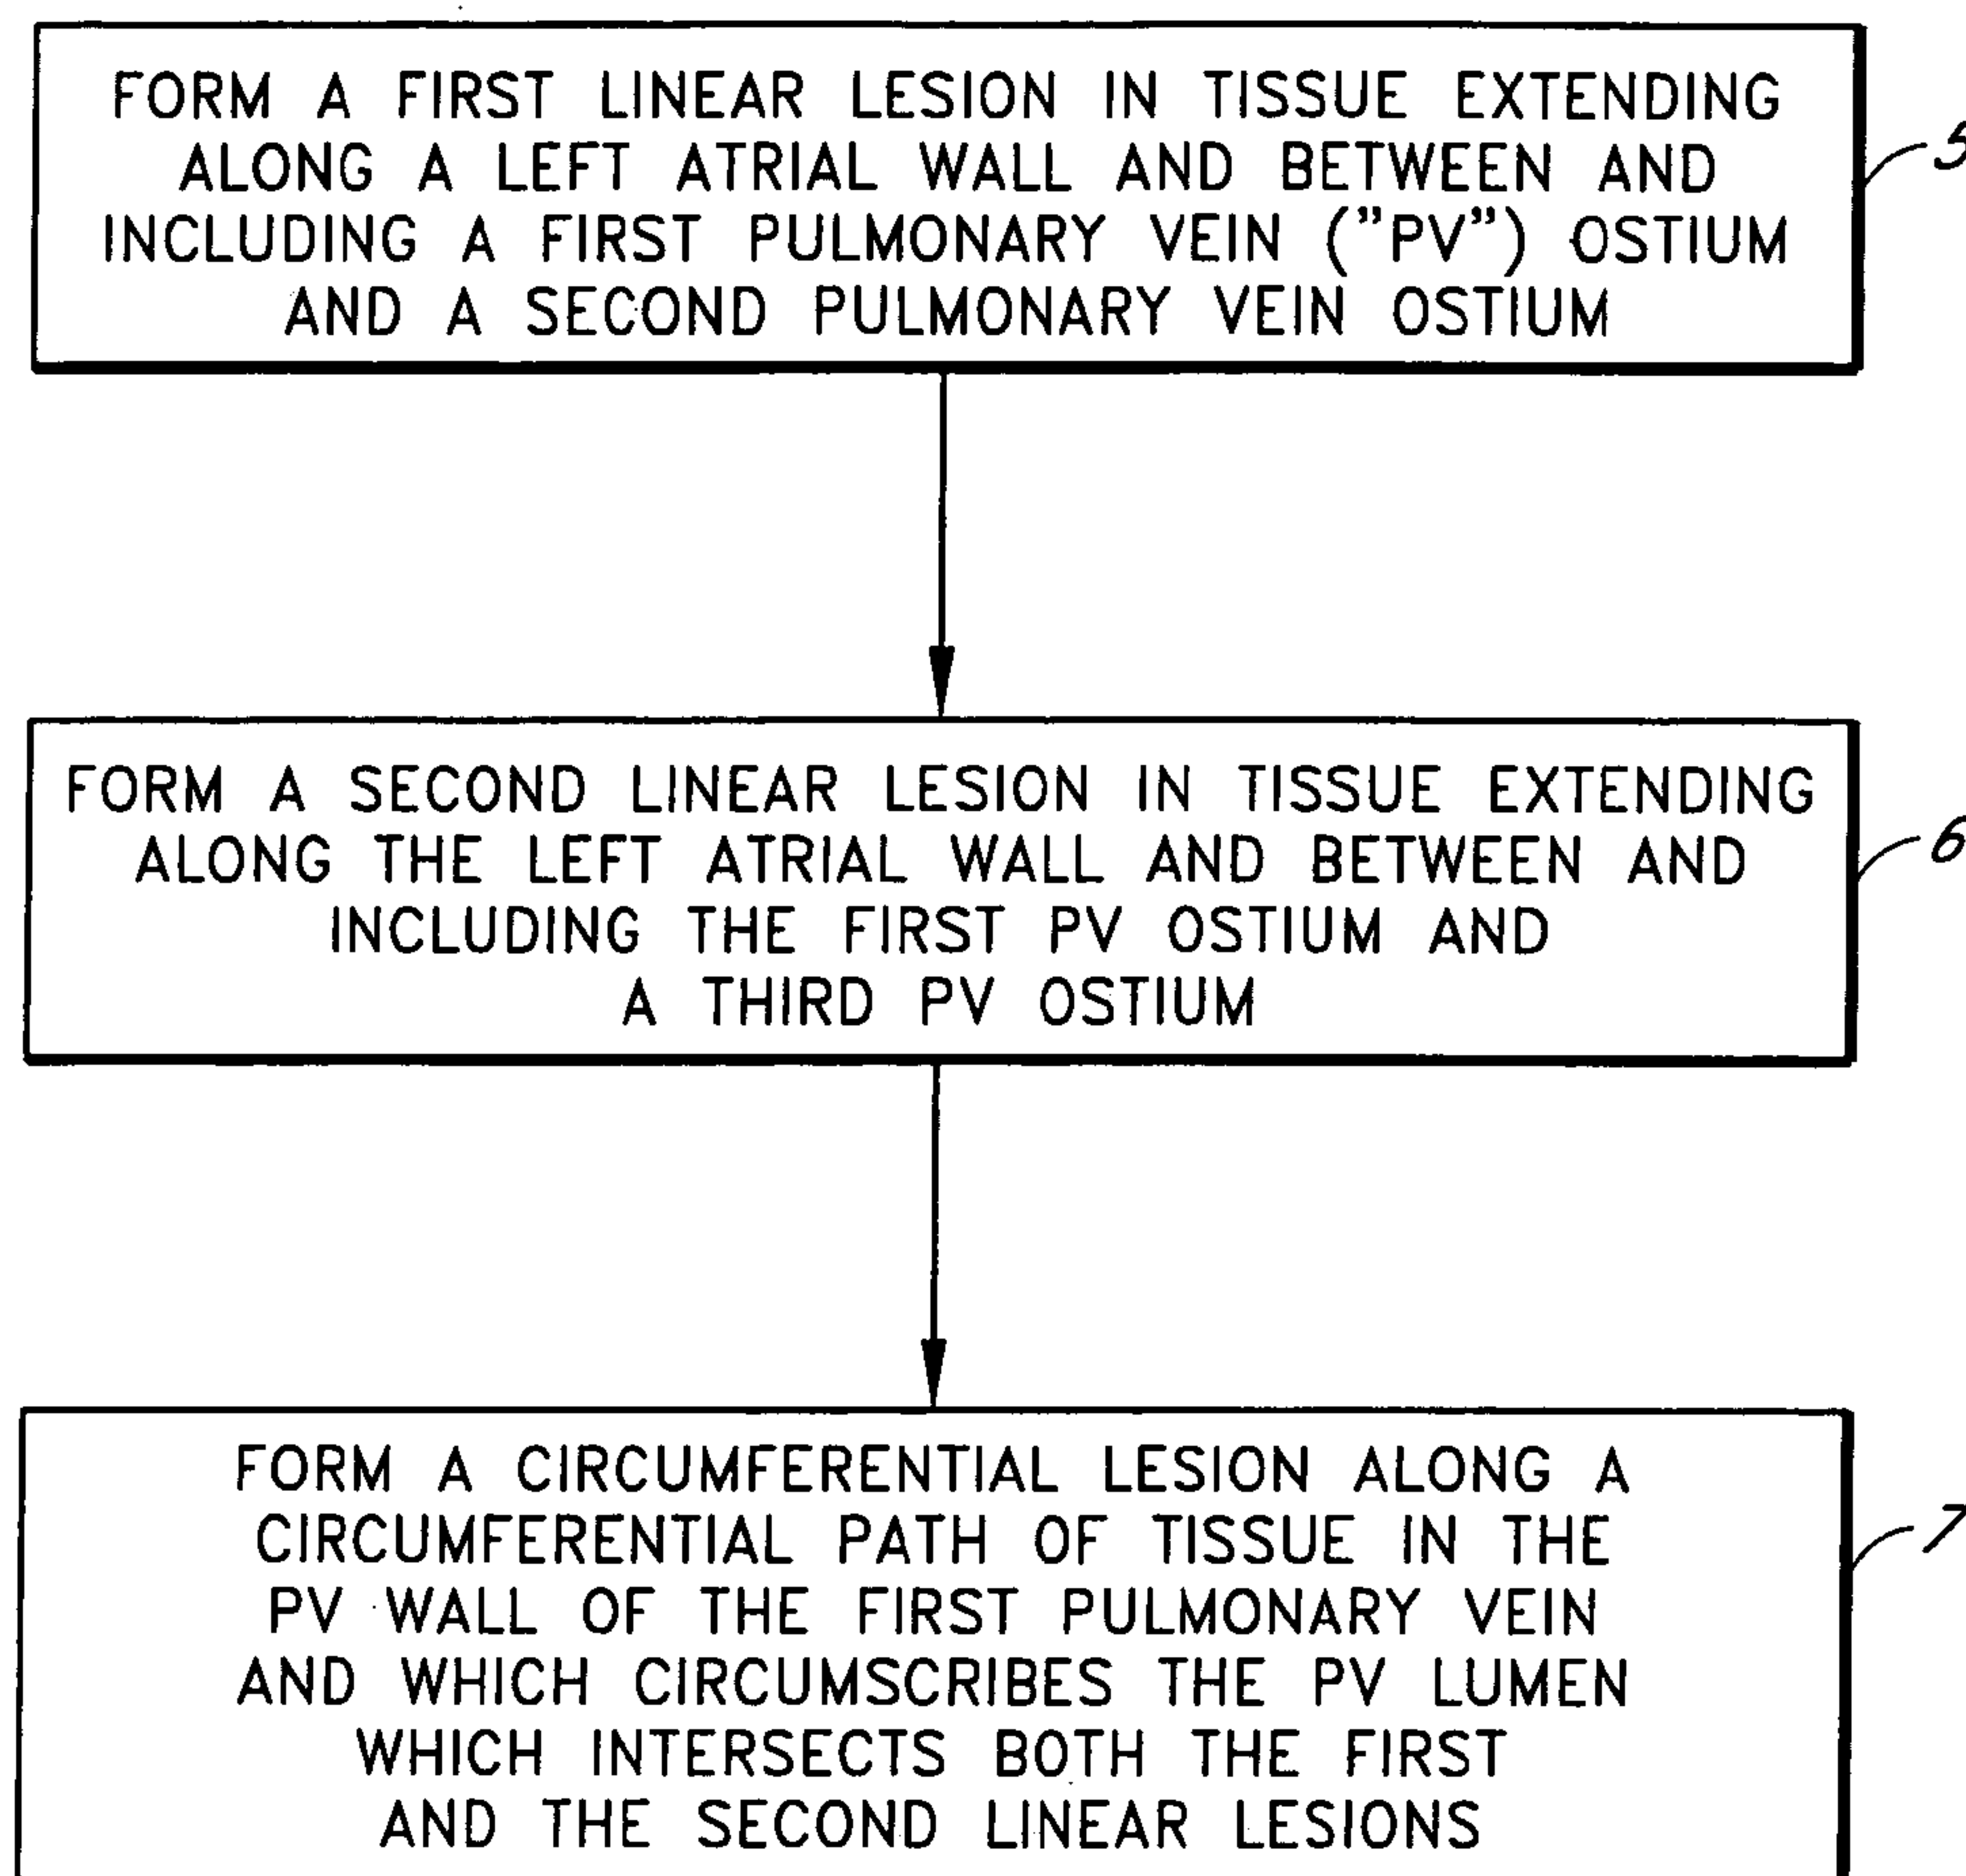 FORM A FIRST LINEAR LESION IN TISSUE EXTENDING
ALONG A LEFT ATRIAL WALL AND BETWEEN AND
INCLUDING A FIRST PULMONARY VEIN ("PV") OSTIUM
AND A SECOND PULMONARY VEIN OSTIUM
5
FORM A SECOND LINEAR LESION IN TISSUE EXTENDING
ALONG THE LEFT ATRIAL WALL AND BETWEEN AND
INCLUDING THE FIRST PV OSTIUM AND
A THIRD PV OSTIUM
6
FORM A CIRCUMFERENTIAL LESION ALONG A
CIRCUMFERENTIAL PATH OF TISSUE IN THE
PV WALL OF THE FIRST PULMONARY VEIN
AND WHICH CIRCUMSCRIBES THE PV LUMEN
WHICH INTERSECTS BOTH THE FIRST
AND THE SECOND LINEAR LESIONS
7